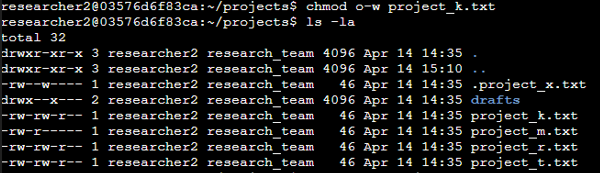 researcher2@03576d6f83ca:~/projects$ chmod o-w project_k.txt
researcher2@03576d6f83ca:~/projects$ ls -la
total 32
drwxr-xr-x 3 researcher2 research_team 4096 Apr 14 14:35 .
drwxr-xr-x 3 researcher2 research_team 4096 Apr 14 15:10 ..
-rw--w---- 1 researcher2 research_team   46 Apr 14 14:35 .project_x.txt
drwx--x--- 2 researcher2 research_team 4096 Apr 14 14:35 drafts
-rw-rw-r-- 1 researcher2 research_team   46 Apr 14 14:35 project_k.txt
-rw-r----- 1 researcher2 research_team   46 Apr 14 14:35 project_m.txt
-rw-rw-r-- 1 researcher2 research_team   46 Apr 14 14:35 project_r.txt
-rw-rw-r-- 1 researcher2 research_team   46 Apr 14 14:35 project_t.txt